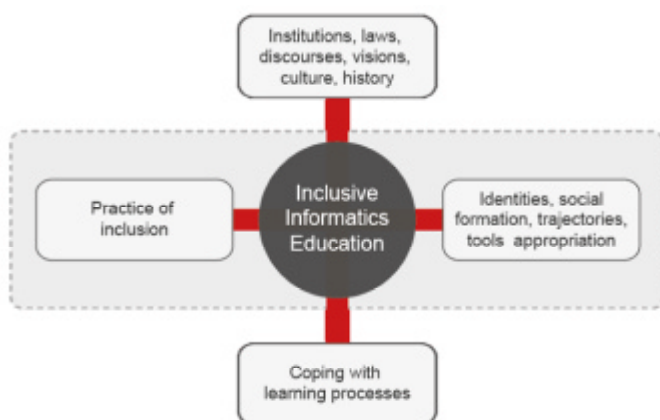 Institutions, laws,
discourses, visions,
culture, history
Practice of
inclusion
Inclusive
Informatics
Education
Identities, social
formation, trajectories,
tools appropriation
Coping with
learning processes